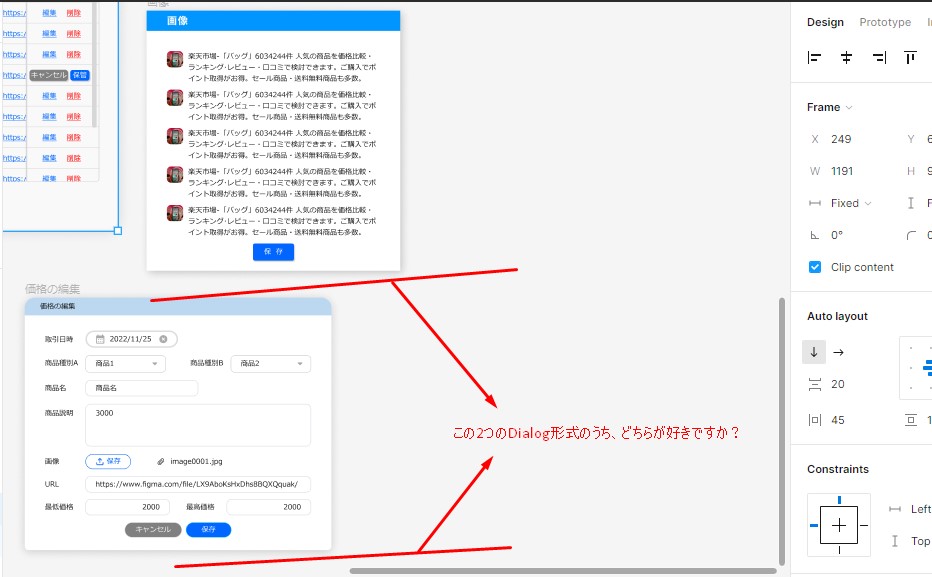 画像
https:/ 編集 削除
https:/ 編集 削除
https:/ 編集 削除
https:/ キャンセル 保管
https:/ 編集 削除
https:/ 編集 削除
https:/ 編集 削除
https:/ 編集 削除
https:/ 編集 削除
画像
楽天市場-「バッグ」6034244件 人気の商品を価格比較・
ランキング･レビュー・口コミで検討できます。ご購入でポ
イント取得がお得。セール商品・送料無料商品も多数。
楽天市場-「バッグ」6034244件 人気の商品を価格比較・
ランキング･レビュー・口コミで検討できます。ご購入でポ
イント取得がお得。セール商品・送料無料商品も多数。
楽天市場-「バッグ」6034244件 人気の商品を価格比較・
ランキング･レビュー・口コミで検討できます。ご購入でポ
イント取得がお得。セール商品・送料無料商品も多数。
楽天市場-「バッグ」6034244件 人気の商品を価格比較・
ランキング･レビュー・口コミで検討できます。ご購入でポ
イント取得がお得。セール商品・送料無料商品も多数。
楽天市場-「バッグ」6034244件 人気の商品を価格比較・
ランキング･レビュー・口コミで検討できます。ご購入でポ
イント取得がお得。セール商品・送料無料商品も多数。
保 存
価格の編集
価格の編集
取引日時 2022/11/25
商品種別A 商品1 商品種別B 商品2
商品名 商品名
商品説明 3000
画像 保存 image0001.jpg
URL https://www.figma.com/file/LX9AboKsHxDhs8BQXQquak/
最低価格 2000 最高価格 2000
キャンセル 保存
この2つのDialog形式のうち、どちらが好きですか？
Design Prototype
Frame
X 249 Y
W 1191 H
Fixed
0°
Clip content
Auto layout
20
45
Constraints
Left
Top